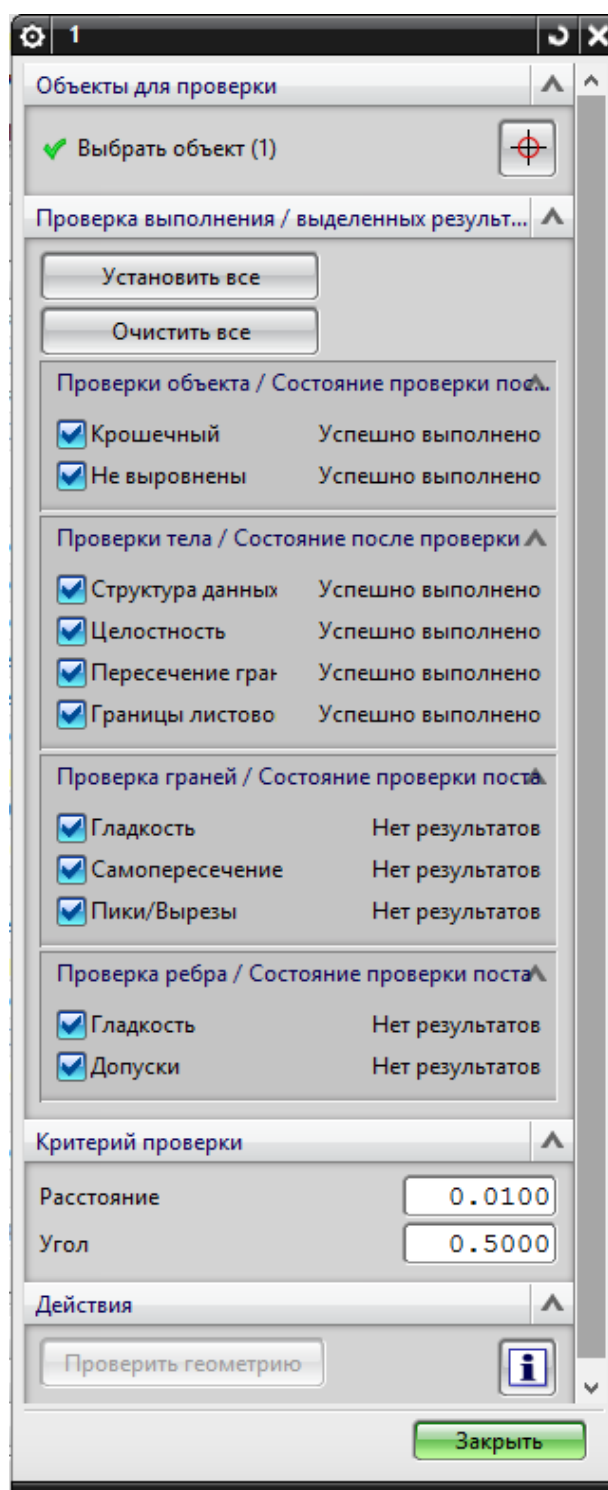 1
Объекты для проверки
Выбрать объект (1)
Проверка выполнения / выделенных результ...
Установить все
Очистить все
Проверки объекта / Состояние проверки пос...
Крошечный Успешно выполнено
Не выровнены Успешно выполнено
Проверки тела / Состояние после проверки
Структура данных Успешно выполнено
Целостность Успешно выполнено
Пересечение гран Успешно выполнено
Границы листово Успешно выполнено
Проверка граней / Состояние проверки поста
Гладкость Нет результатов
Самопересечение Нет результатов
Пики/Вырезы Нет результатов
Проверка ребра / Состояние проверки поста
Гладкость Нет результатов
Допуски Нет результатов
Критерий проверки
Расстояние 0.0100
Угол 0.5000
Действия
Проверить геометрию
Закрыть